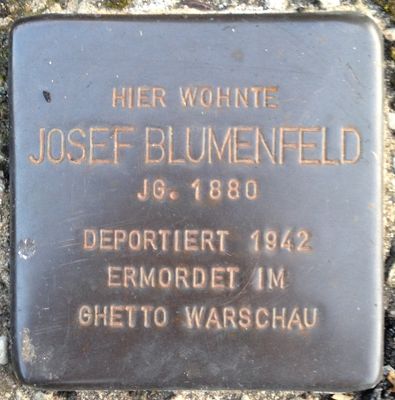 HIER WOHNTE
JOSEF BLUMENFELD
JG. 1880
DEPORTIERT 1942
ERMORDET IM
GHETTO WARSCHAU